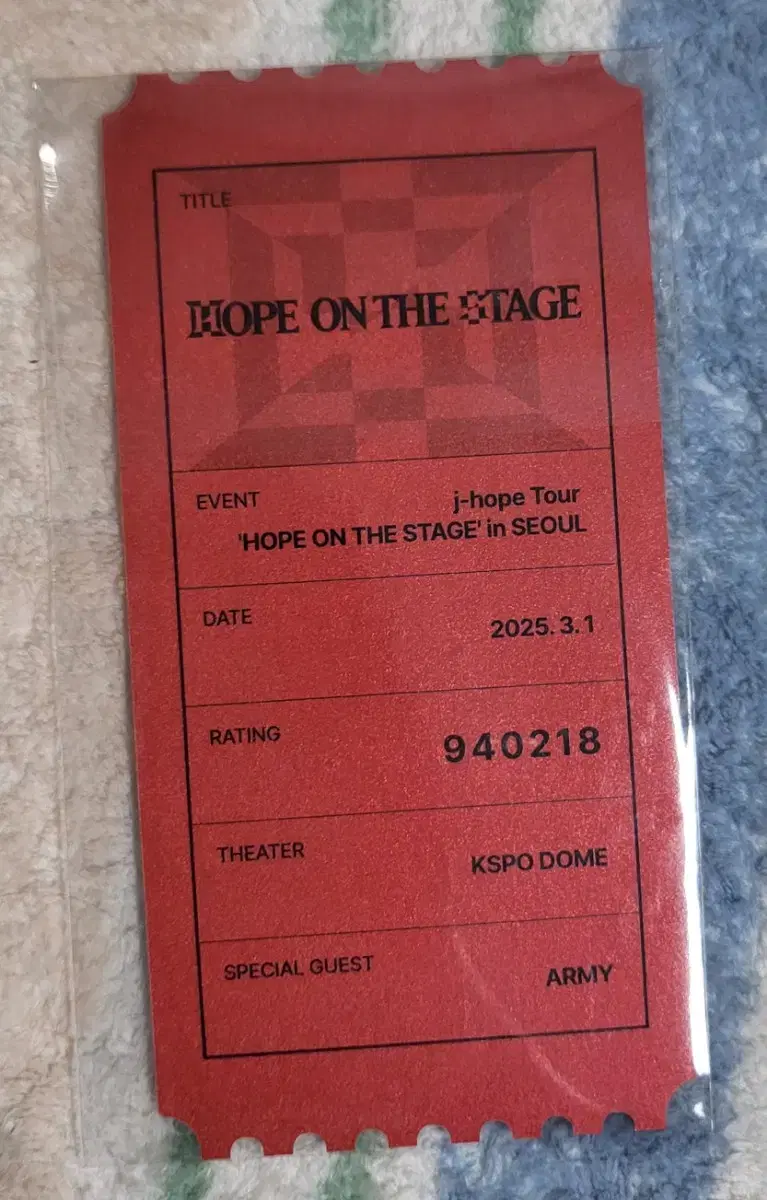 TITLE
HOPE ON THE STAGE
EVENT
j-hope Tour
'HOPE ON THE STAGE' in SEOUL
DATE
2025. 3. 1
RATING
940218
THEATER
KSPO DOME
SPECIAL GUEST
ARMY